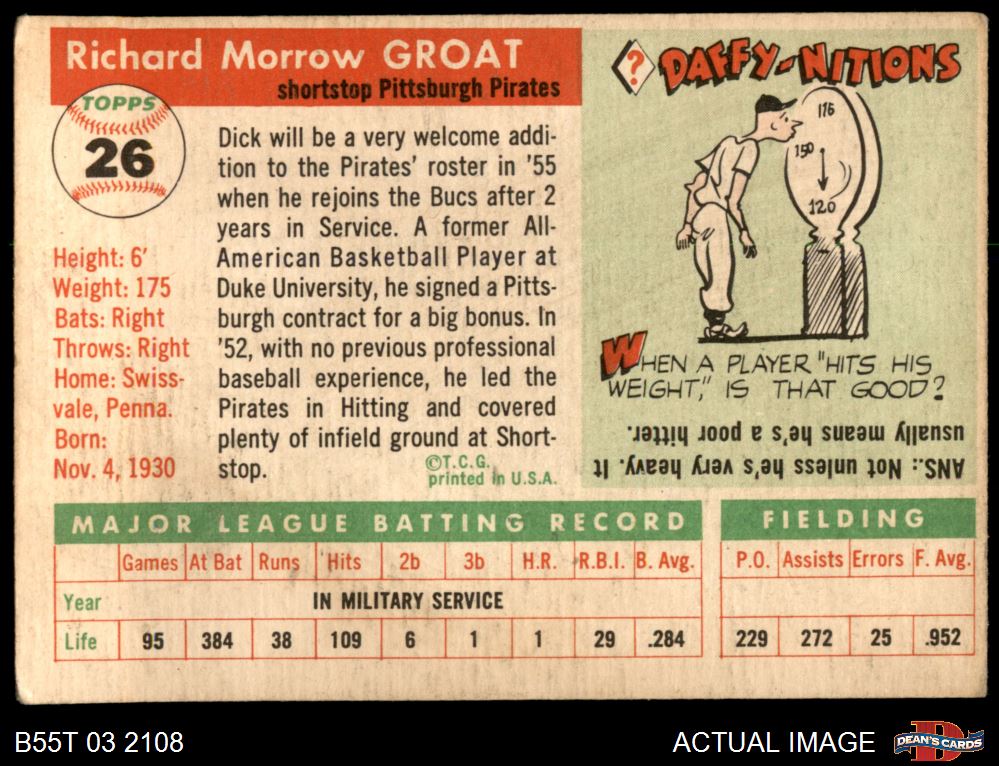 Richard Morrow GROAT
shortstop Pittsburgh Pirates
TOPPS
26
Height: 6'
Weight: 175
Bats: Right
Throws: Right
Home: Swiss-
vale, Penna.
Born:
Nov. 4, 1930
Dick will be a very welcome addi-
tion to the Pirates' roster in '55
when he rejoins the Bucs after 2
years in Service. A former All-
American Basketball Player at
Duke University, he signed a Pitts-
burgh contract for a big bonus. In
'52, with no previous professional
baseball experience, he led the
Pirates in Hitting and covered
plenty of infield ground at Short-
stop.
©T.C.G.
printed in U.S.A.
? DAFFY-NITIONS
176
150
120
WHEN A PLAYER "HITS HIS
WEIGHT," IS THAT GOOD?
ANS.: Not unless he's very heavy. It
usually means he's a poor hitter.
MAJOR LEAGUE BATTING RECORD FIELDING
Games At Bat Runs Hits 2b 3b H.R. R.B.I. B. Avg. P.O. Assists Errors F. Avg.
Year IN MILITARY SERVICE
Life 95 384 38 109 6 1 1 29 .284 229 272 25 .952
B55T 03 2108 ACTUAL IMAGE DEAN'S CARDS